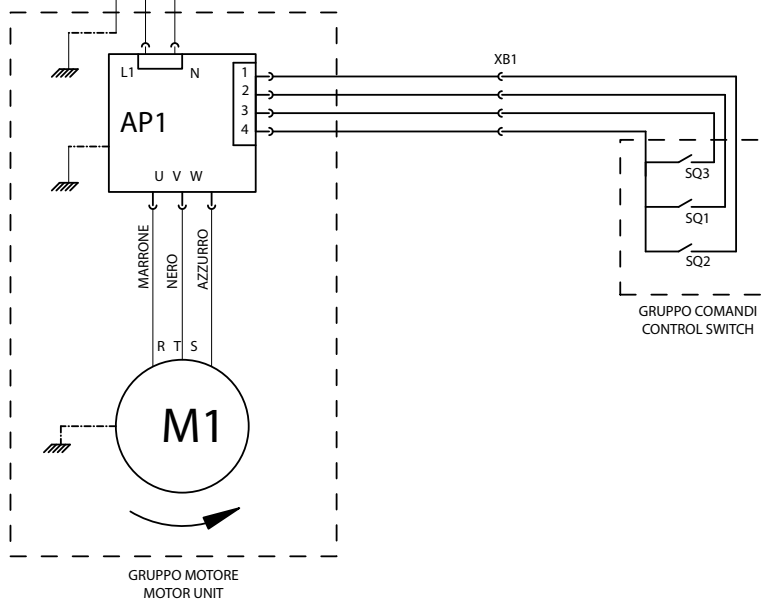 XB1
L1
N
1
2
3
4
AP1
U V W
SQ3
SQ1
SQ2
MARRONE
NERO
AZZURRO
GRUPPO COMANDI
CONTROL SWITCH
R T S
M1
GRUPPO MOTORE
MOTOR UNIT